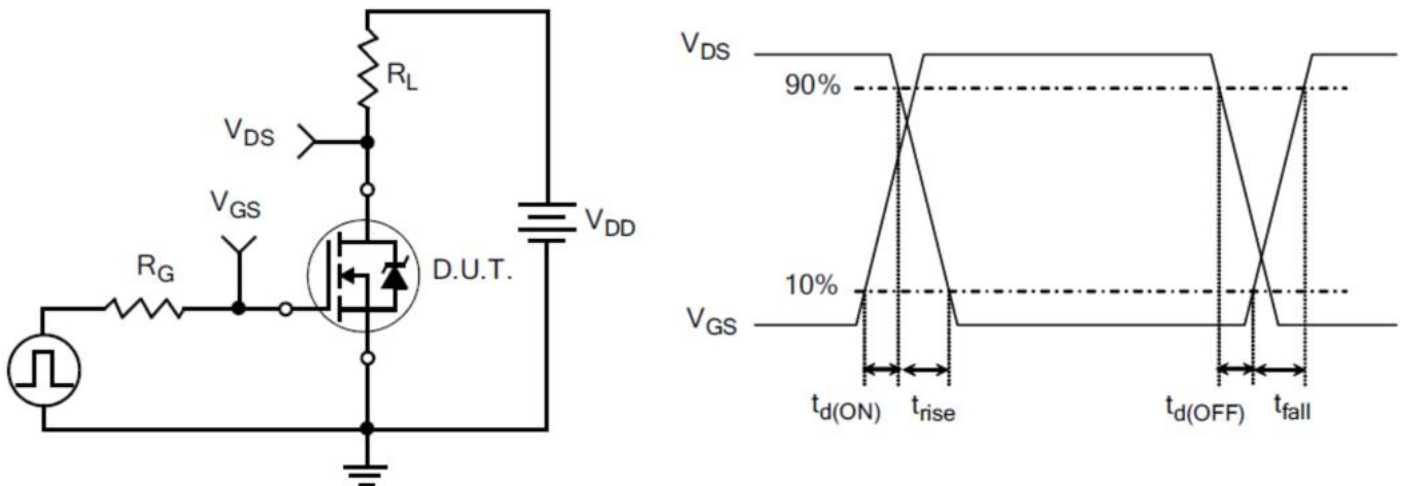 R_L
V_DS
V_GS
R_G
V_DD
D.U.T.
V_DS
90%
10%
V_GS
t_d(ON) t_rise t_d(OFF) t_fall